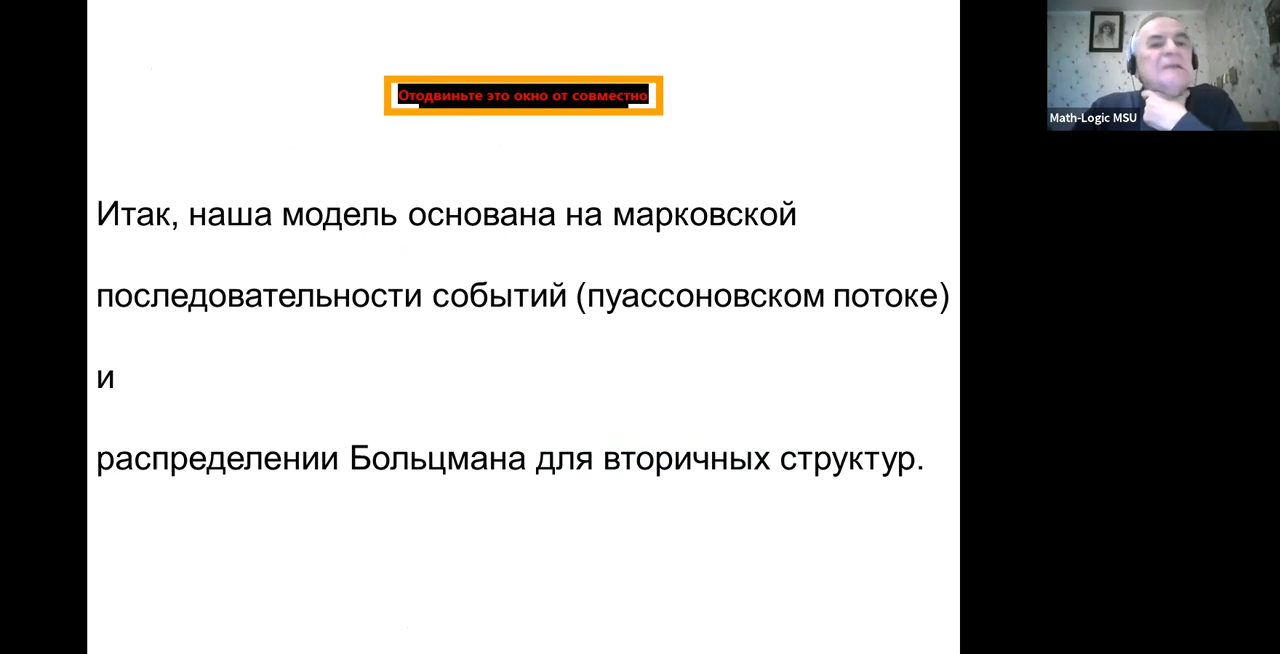 Отодвиньте это окно от совместно
Math-Logic MSU
Итак, наша модель основана на марковской
последовательности событий (пуассоновском потоке)
и
распределении Больцмана для вторичных структур.